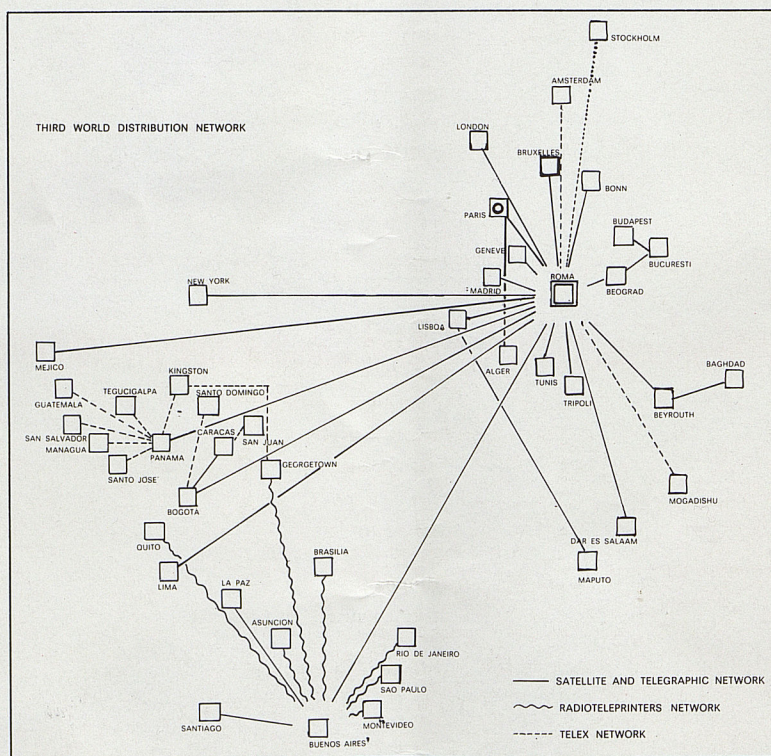 STOCKHOLM
AMSTERDAM
THIRD WORLD DISTRIBUTION NETWORK
LONDON
BRUXELLES
BONN
PARIS
BUDAPEST
GENEVE
BUCURESTI
ROMA
NEW YORK
MADRID
BEOGRAD
LISBOA
MEJICO
ALGER
BAGHDAD
KINGSTON
TUNIS
TEGUCIGALPA
TRIPOLI
GUATEMALA
SANTO DOMINGO
BEYROUTH
SAN SALVADOR
CARACAS
SAN JUAN
MANAGUA
PANAMA
GEORGETOWN
SANTO JOSE
MOGADISHU
BOGOTA
QUITO
DAR ES SALAAM
BRASILIA
LIMA
MAPUTO
LA PAZ
ASUNCION
RIO DE JANEIRO
SATELLITE AND TELEGRAPHIC NETWORK
SAO PAULO
RADIOTELEPRINTERS NETWORK
SANTIAGO
MONTEVIDEO
TELEX NETWORK
BUENOS AIRES